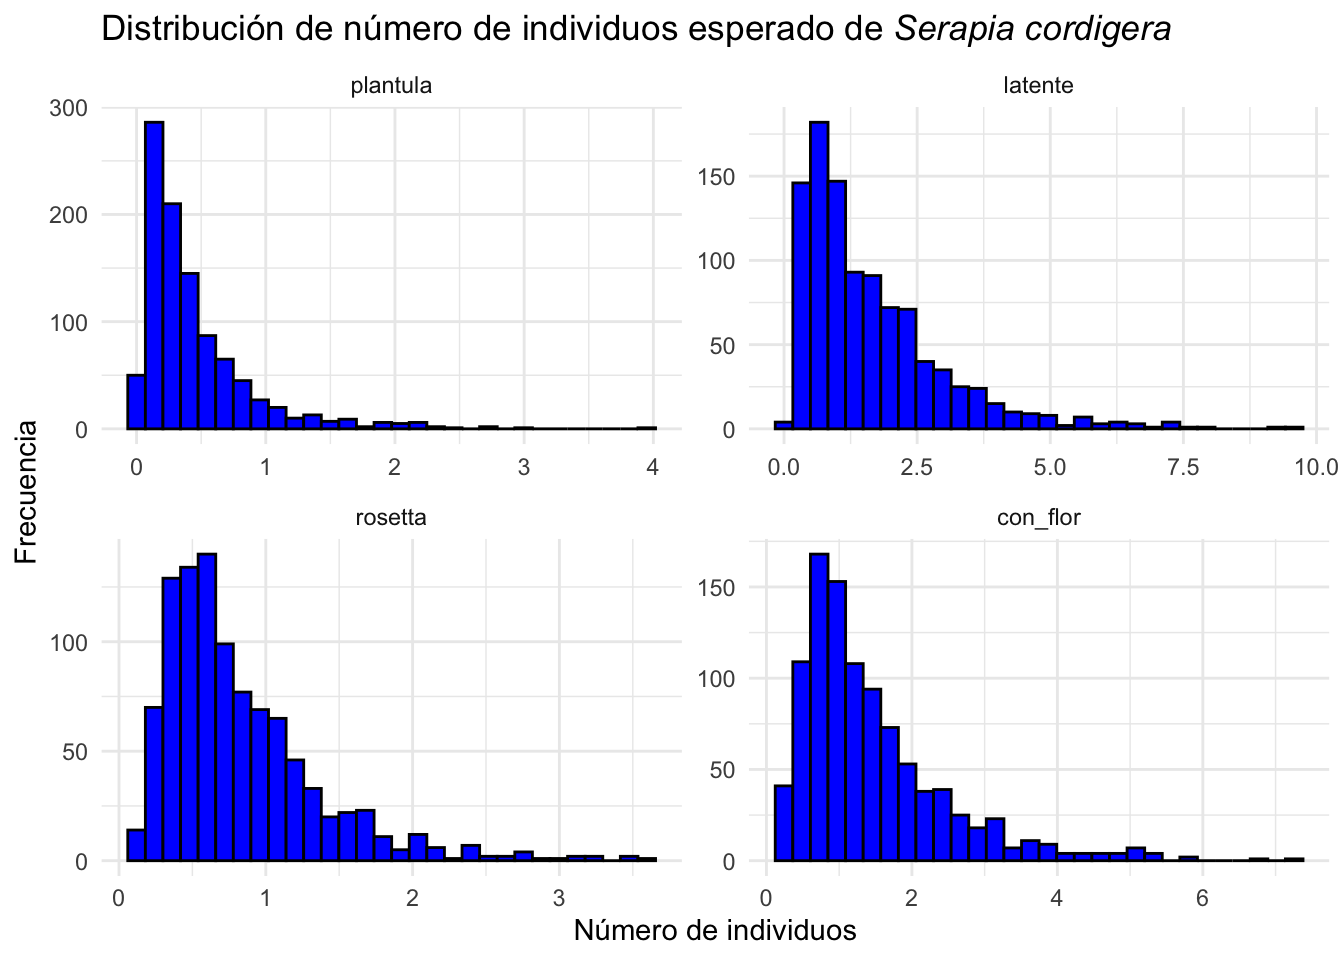 Distribución de número de individuos esperado de Serapia cordigera
plantula
latente
300
200
100
0
150
100
50
0
0 1 2 3 4
0.0 2.5 5.0 7.5 10.0
rosetta
con_flor
100
50
0
150
100
50
0
0 1 2 3
0 2 4 6
Frecuencia
Número de individuos